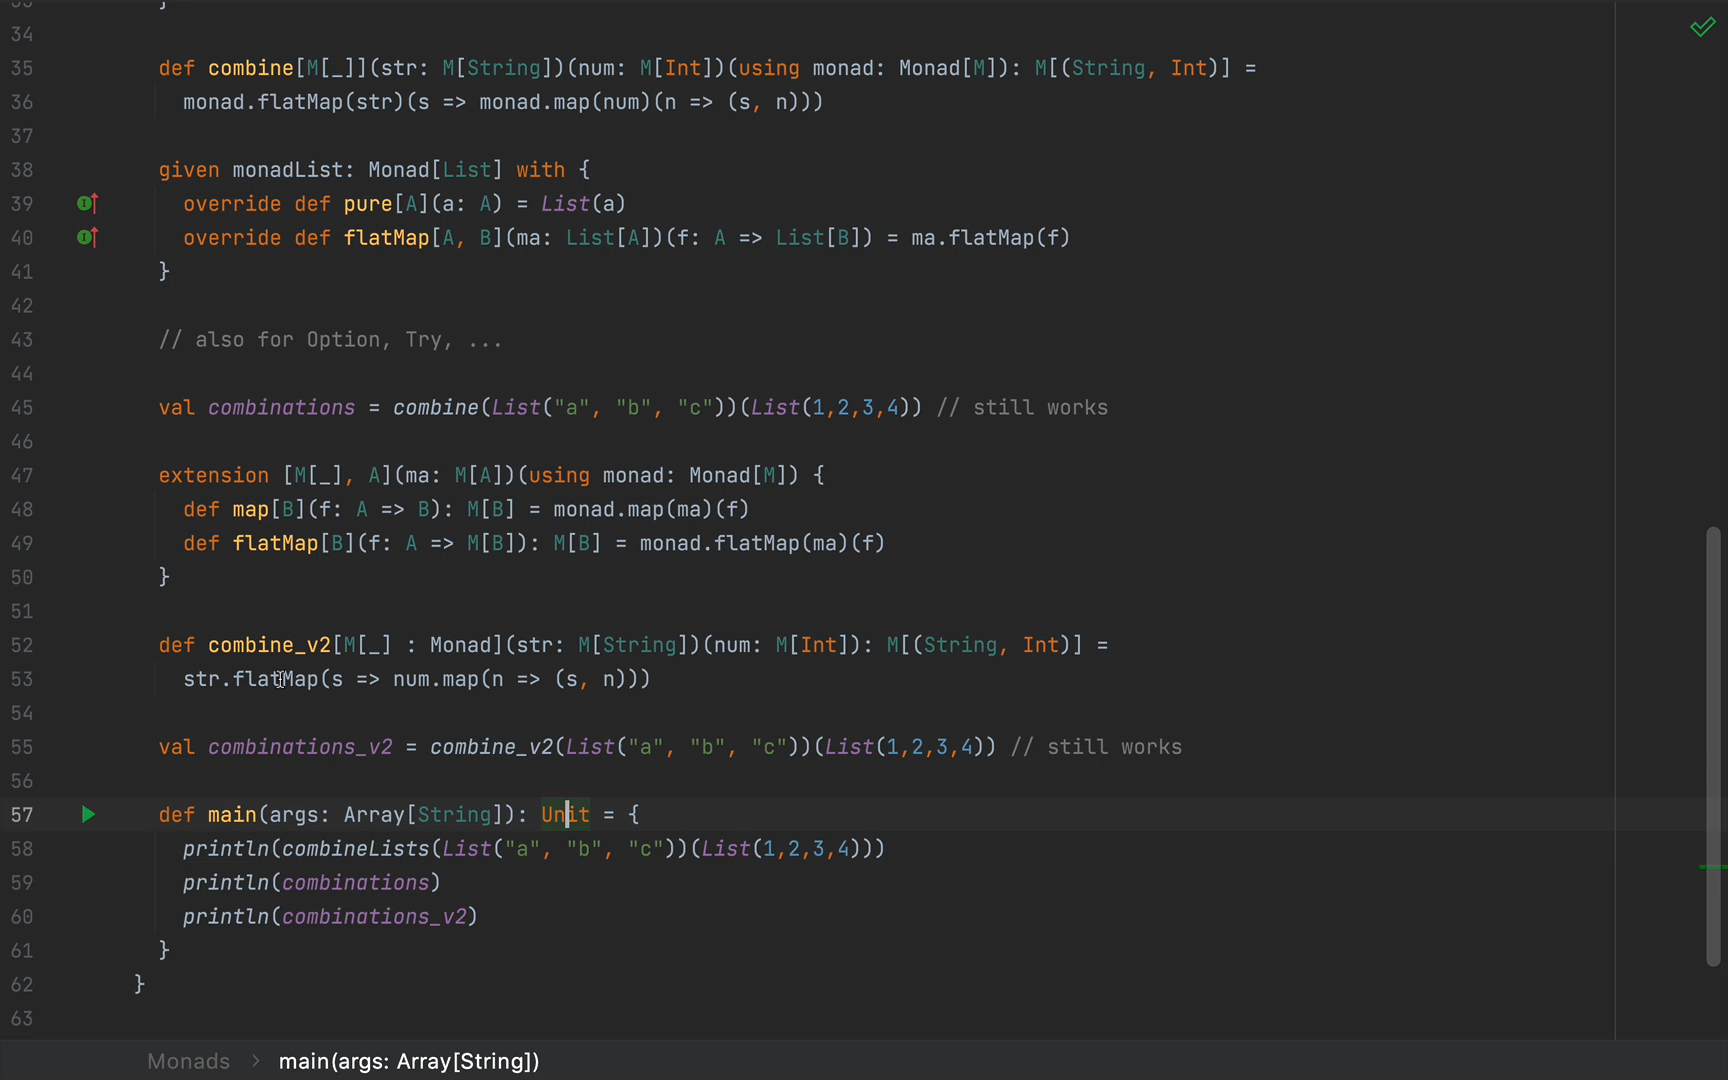 33 }
34
35 def combine[M[_]](str: M[String])(num: M[Int])(using monad: Monad[M]): M[(String, Int)] =
36 monad.flatMap(str)(s => monad.map(num)(n => (s, n)))
37
38 given monadList: Monad[List] with {
39 override def pure[A](a: A) = List(a)
40 override def flatMap[A, B](ma: List[A])(f: A => List[B]) = ma.flatMap(f)
41 }
42
43 // also for Option, Try, ...
44
45 val combinations = combine(List("a", "b", "c"))(List(1,2,3,4)) // still works
46
47 extension [M[_], A](ma: M[A])(using monad: Monad[M]) {
48 def map[B](f: A => B): M[B] = monad.map(ma)(f)
49 def flatMap[B](f: A => M[B]): M[B] = monad.flatMap(ma)(f)
50 }
51
52 def combine_v2[M[_] : Monad](str: M[String])(num: M[Int]): M[(String, Int)] =
53 str.flatMap(s => num.map(n => (s, n)))
54
55 val combinations_v2 = combine_v2(List("a", "b", "c"))(List(1,2,3,4)) // still works
56
57 def main(args: Array[String]): Unit = {
58 println(combineLists(List("a", "b", "c"))(List(1,2,3,4)))
59 println(combinations)
60 println(combinations_v2)
61 }
62 }
63
Monads > main(args: Array[String])